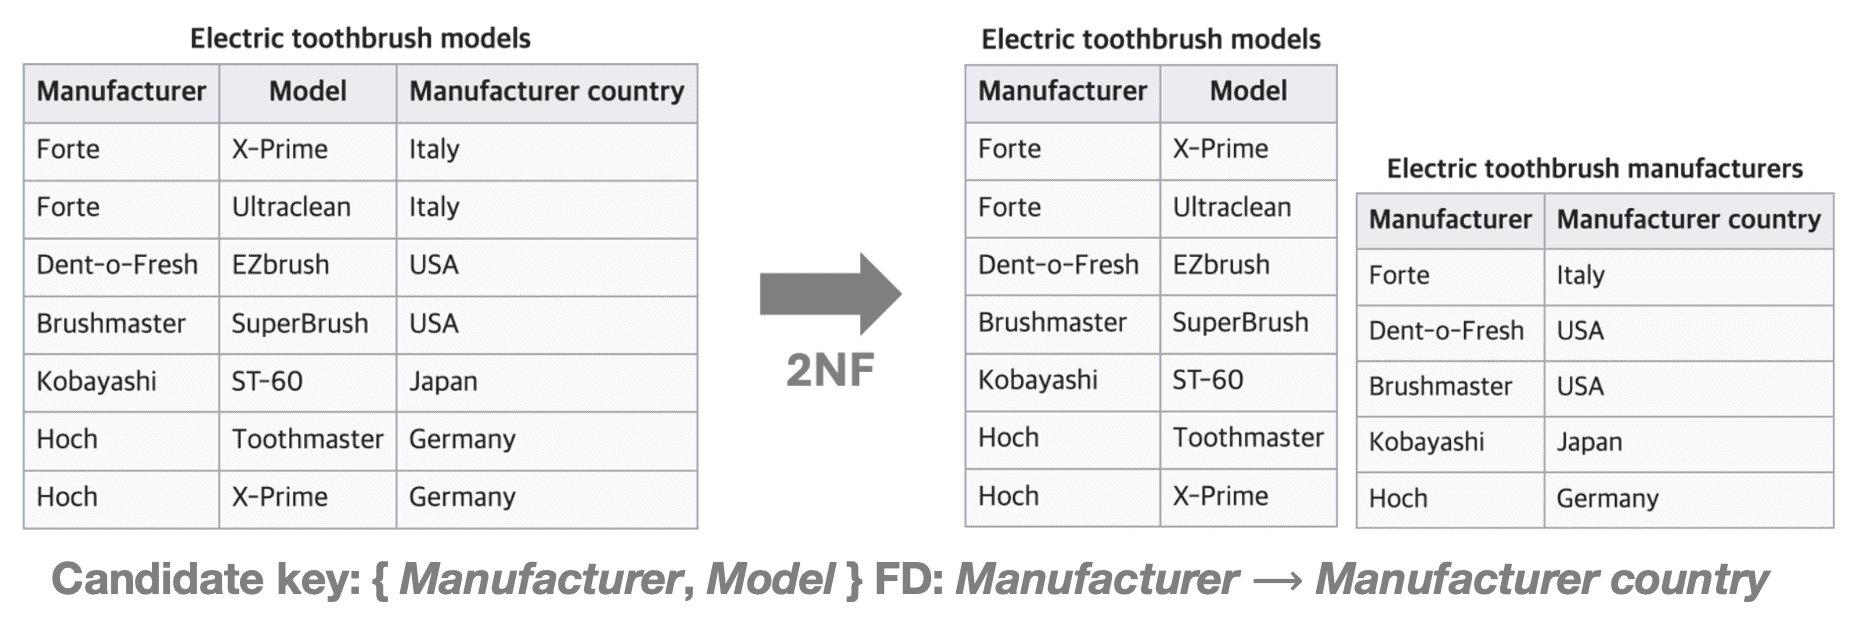 Electric toothbrush models
Manufacturer Model Manufacturer country
Forte X-Prime Italy
Forte Ultraclean Italy
Dent-o-Fresh EZbrush USA
Brushmaster SuperBrush USA
Kobayashi ST-60 Japan
Hoch Toothmaster Germany
Hoch X-Prime Germany
2NF
Electric toothbrush models
Manufacturer Model
Forte X-Prime
Forte Ultraclean
Dent-o-Fresh EZbrush
Brushmaster SuperBrush
Kobayashi ST-60
Hoch Toothmaster
Hoch X-Prime
Electric toothbrush manufacturers
Manufacturer Manufacturer country
Forte Italy
Dent-o-Fresh USA
Brushmaster USA
Kobayashi Japan
Hoch Germany
Candidate key: { Manufacturer, Model } FD: Manufacturer → Manufacturer country